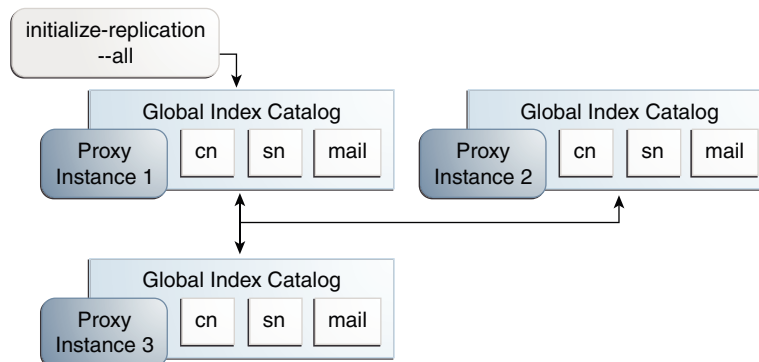 initialize-replication
--all
Global Index Catalog
Proxy
Instance 1
cn
sn
mail
Global Index Catalog
Proxy
Instance 2
cn
sn
mail
Global Index Catalog
Proxy
Instance 3
cn
sn
mail